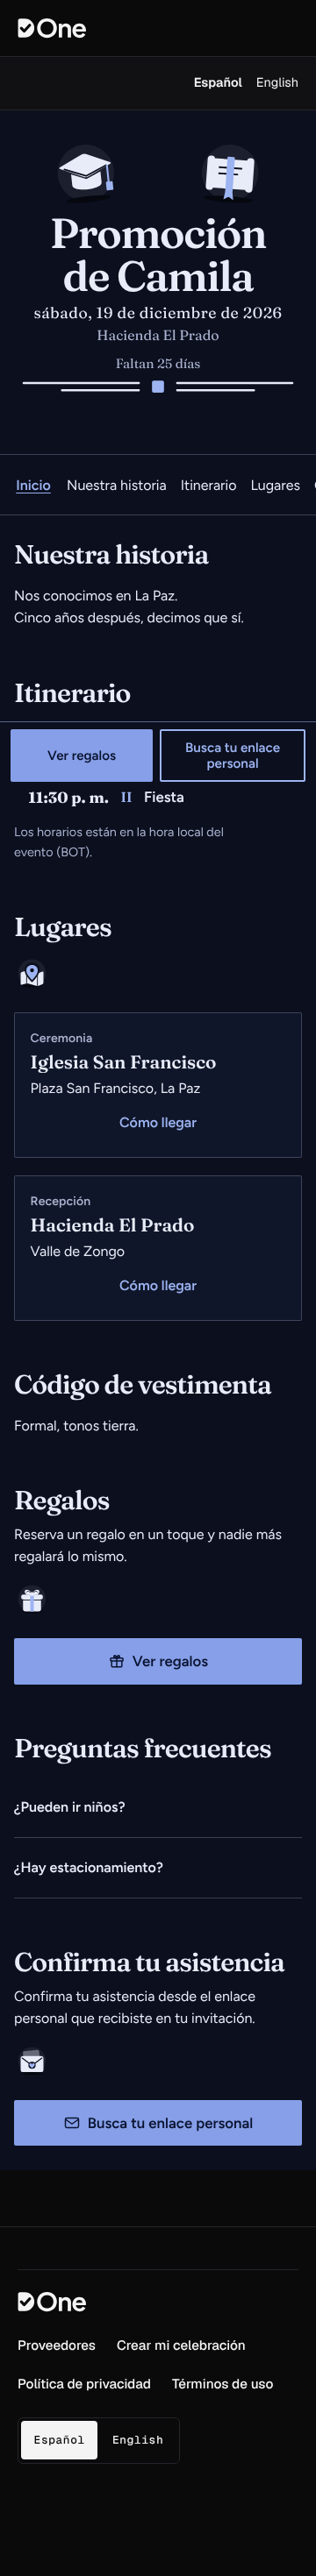 One
Español English
Promoción
de Camila
sábado, 19 de diciembre de 2026
Hacienda El Prado
Faltan 25 días
Inicio Nuestra historia Itinerario Lugares
Nuestra historia
Nos conocimos en La Paz.
Cinco años después, decimos que sí.
Itinerario
Ver regalos
Busca tu enlace
personal
11:30 p. m. II Fiesta
Los horarios están en la hora local del
evento (BOT).
Lugares
Ceremonia
Iglesia San Francisco
Plaza San Francisco, La Paz
Cómo llegar
Recepción
Hacienda El Prado
Valle de Zongo
Cómo llegar
Código de vestimenta
Formal, tonos tierra.
Regalos
Reserva un regalo en un toque y nadie más
regalará lo mismo.
Ver regalos
Preguntas frecuentes
¿Pueden ir niños?
¿Hay estacionamiento?
Confirma tu asistencia
Confirma tu asistencia desde el enlace
personal que recibiste en tu invitación.
Busca tu enlace personal
One
Proveedores Crear mi celebración
Política de privacidad Términos de uso
Español English